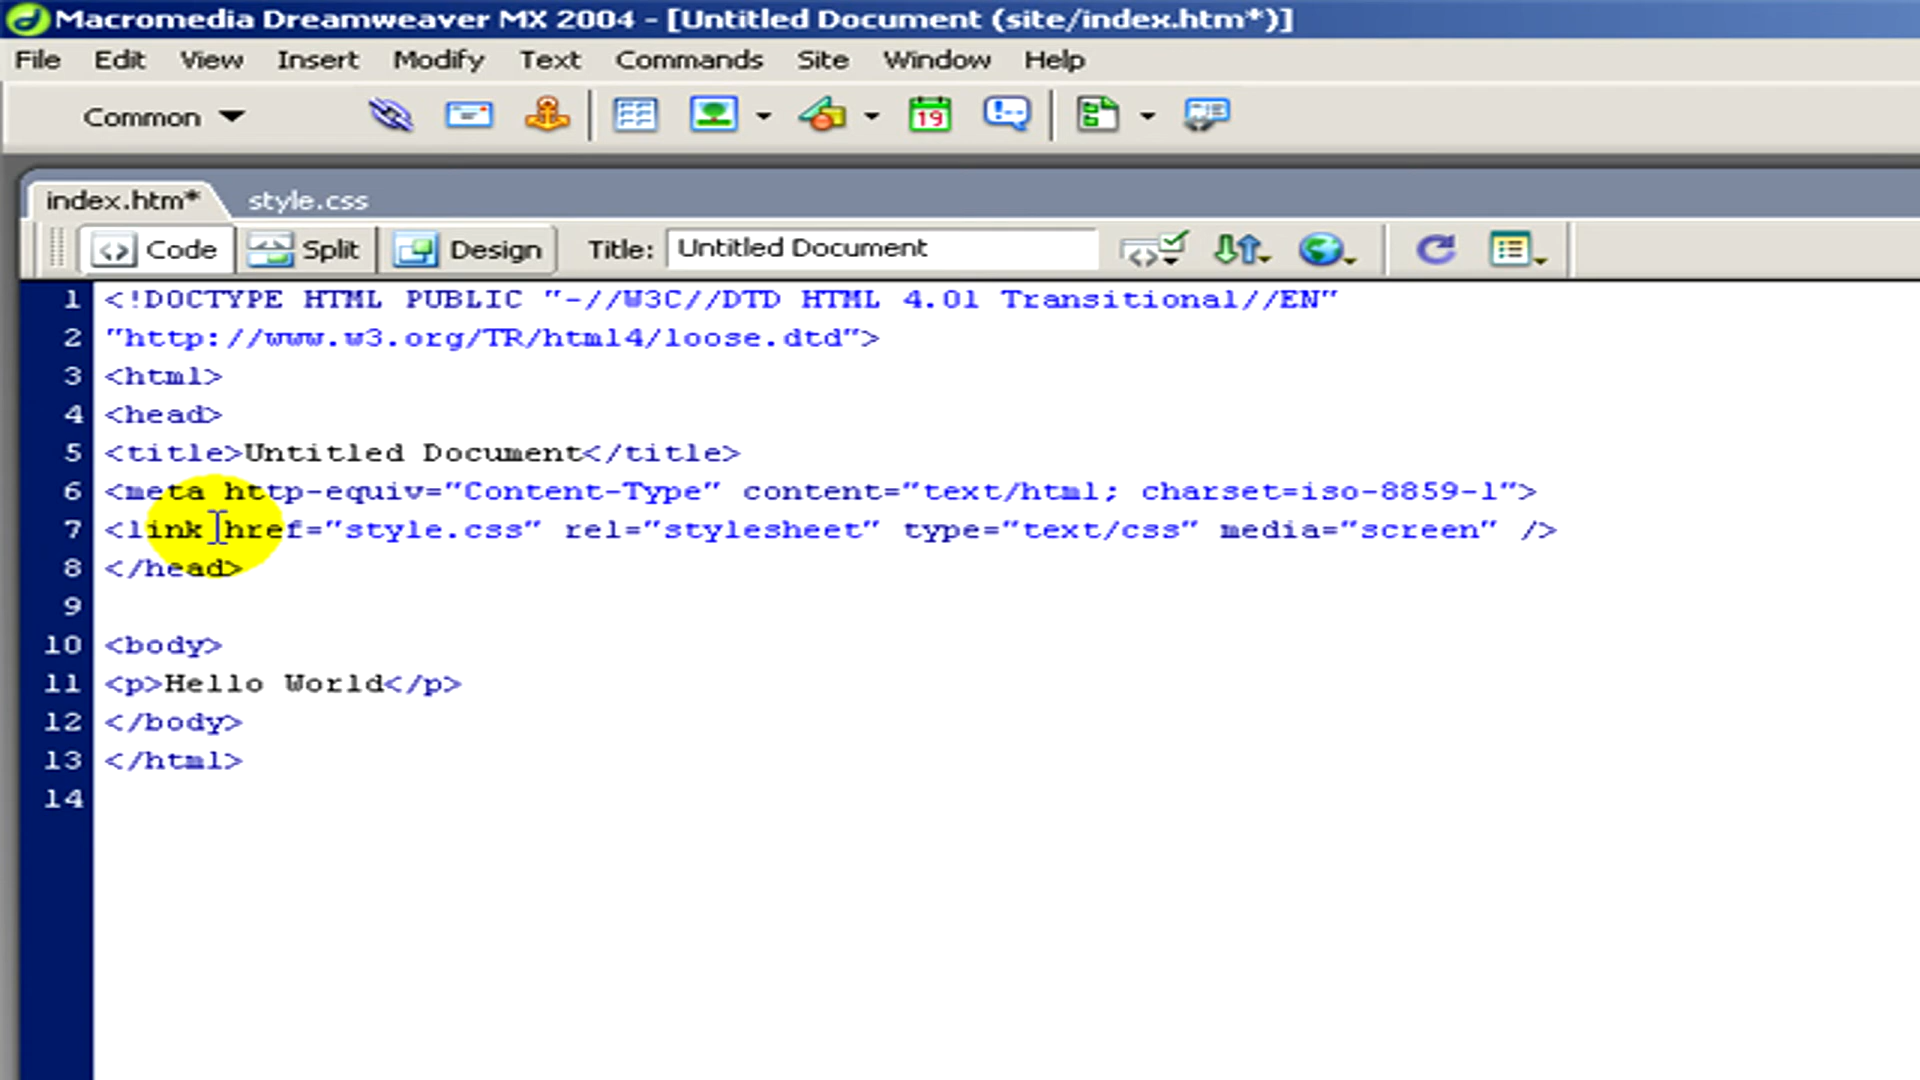 Macromedia Dreamweaver MX 2004 - [Untitled Document (site/index.htm*)]
File Edit View Insert Modify Text Commands Site Window Help
Common 19
index.htm* style.css
Code Split Design Title: Untitled Document
1 <!DOCTYPE HTML PUBLIC "-//W3C//DTD HTML 4.01 Transitional//EN"
2 "http://www.w3.org/TR/html4/loose.dtd">
3 <html>
4 <head>
5 <title>Untitled Document</title>
6 <meta http-equiv="Content-Type" content="text/html; charset=iso-8859-1">
7 <link href="style.css" rel="stylesheet" type="text/css" media="screen" />
8 </head>
9
10 <body>
11 <p>Hello World</p>
12 </body>
13 </html>
14